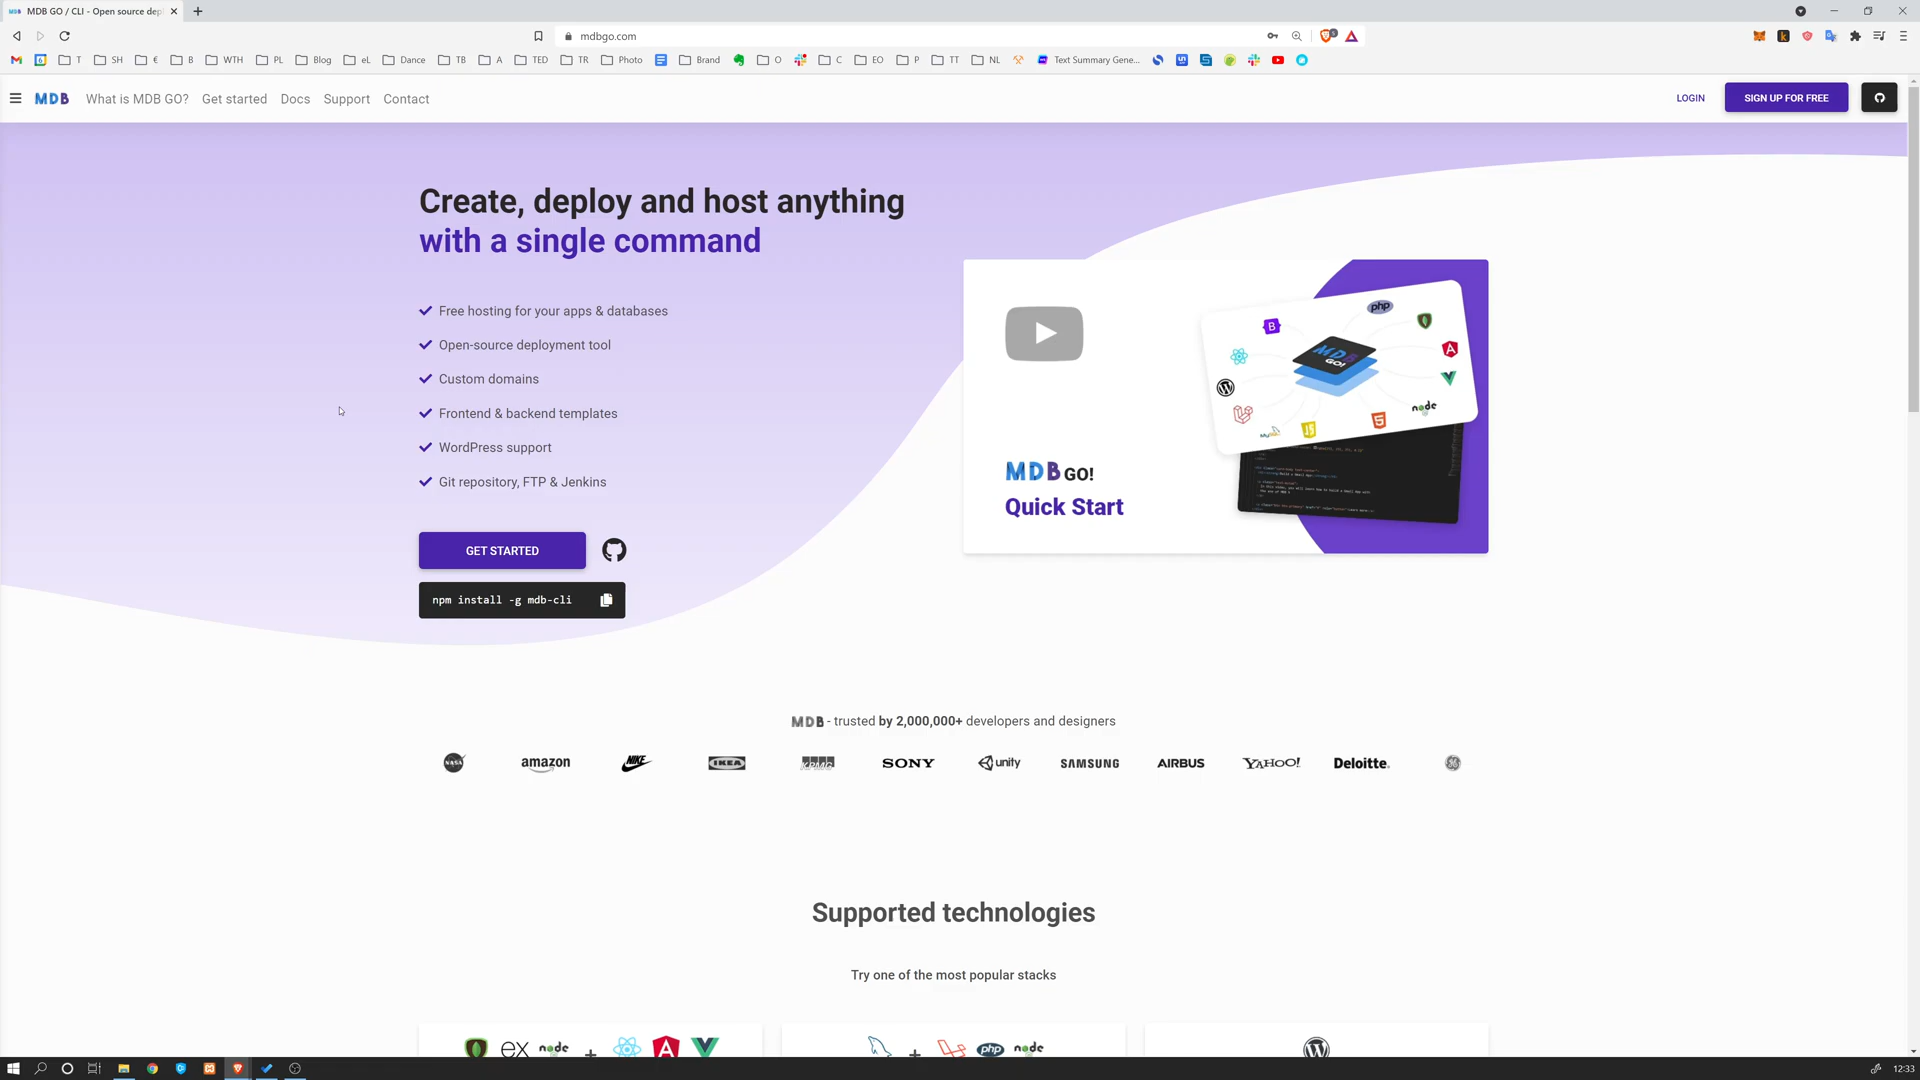 MDB GO / CLI - Open source dep
mdbgo.com
T
SH
€
B
WTH
PL
Blog
eL
Dance
TB
A
TED
TR
Photo
Brand
O
C
EO
P
TT
NL
Text Summary Gene...
MDB
What is MDB GO?
Get started
Docs
Support
Contact
LOGIN
SIGN UP FOR FREE
Create, deploy and host anything
with a single command
Free hosting for your apps & databases
Open-source deployment tool
Custom domains
Frontend & backend templates
WordPress support
Git repository, FTP & Jenkins
GET STARTED
npm install -g mdb-cli
MDB GO!
Quick Start
php
B
MDB
GO!
node
JS
MDB - trusted by 2,000,000+ developers and designers
NASA
amazon
NIKE
IKEA
KPMG
SONY
unity
SAMSUNG
AIRBUS
YAHOO!
Deloitte.
Supported technologies
Try one of the most popular stacks
ex
node
+
+
php
node
12:33